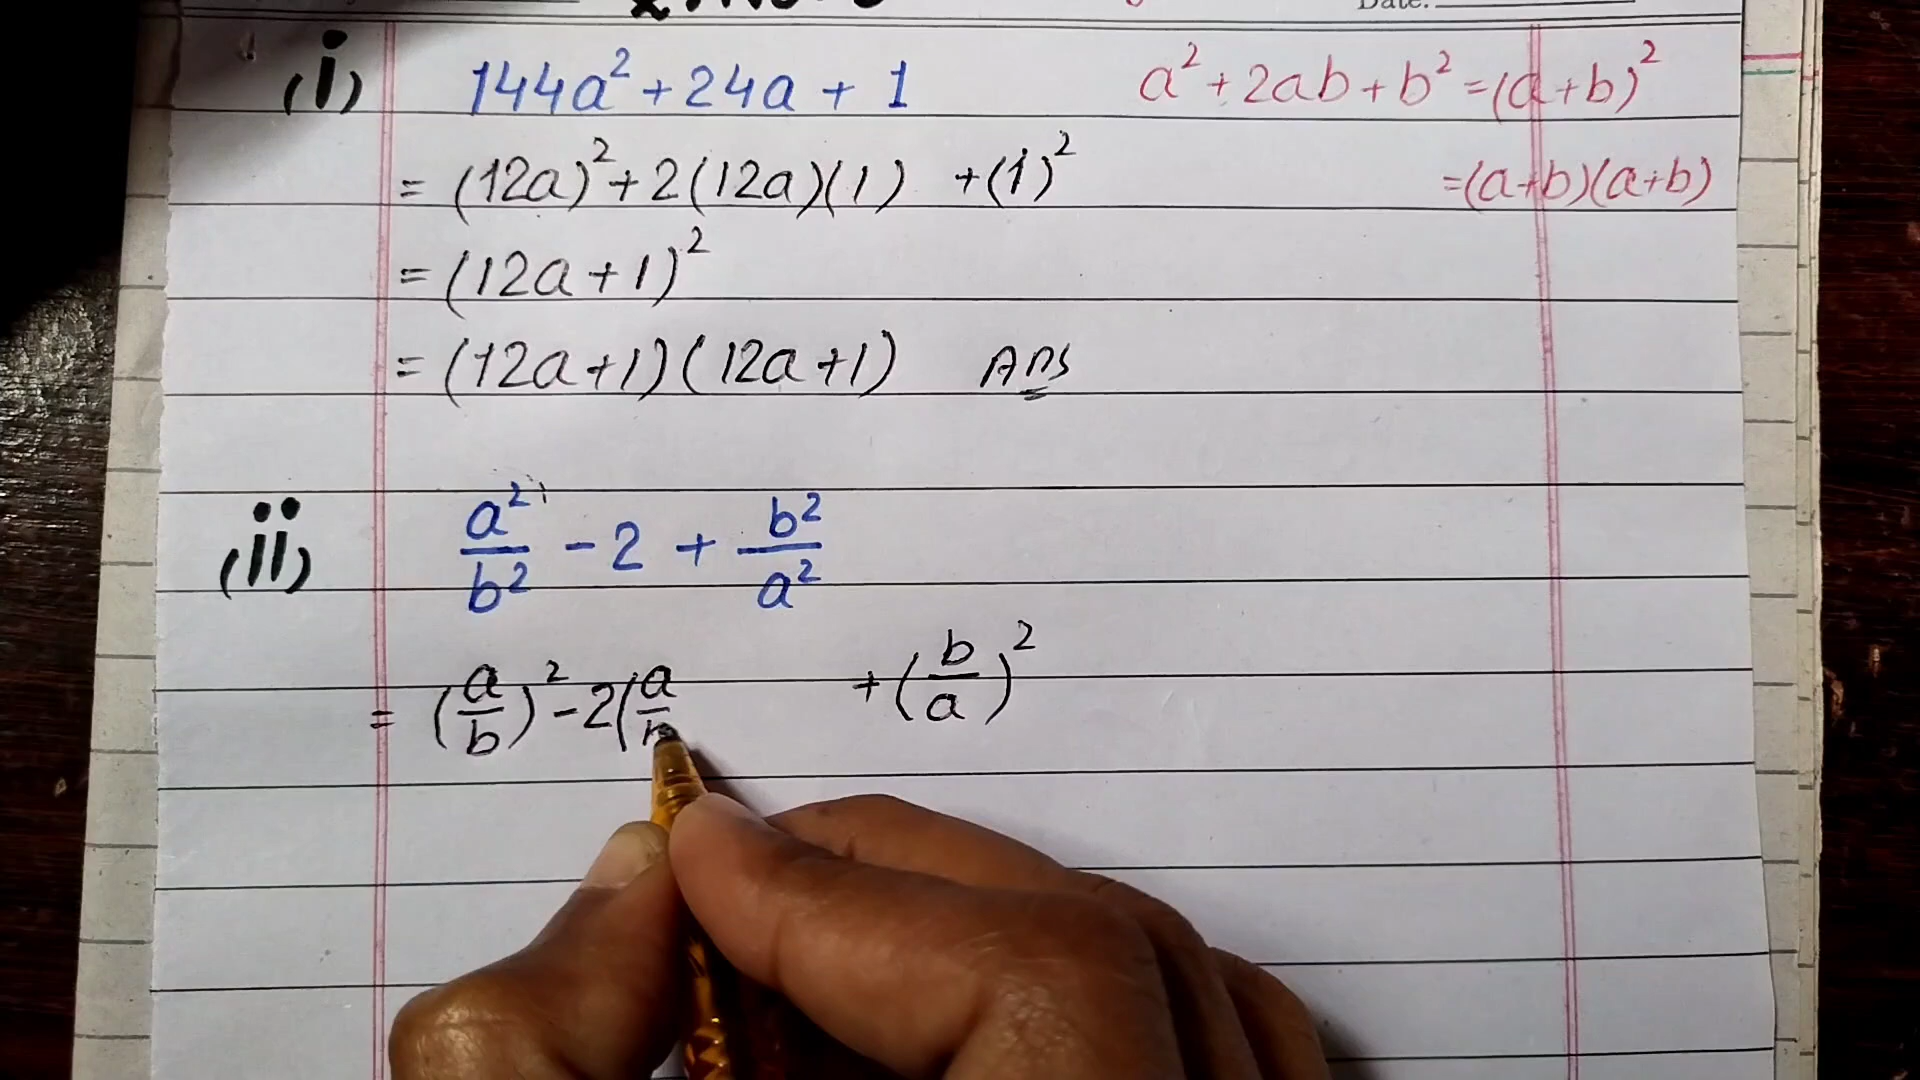 Date:
(i) 144a² + 24a + 1 a² + 2ab + b² = (a+b)²
= (12a)² + 2(12a)(1) + (1)² = (a+b)(a+b)
= (12a + 1)²
= (12a+1)(12a+1) Ans
(ii) a²/b² - 2 + b²/a²
= (a/b)² - 2(a/b + (b/a)²